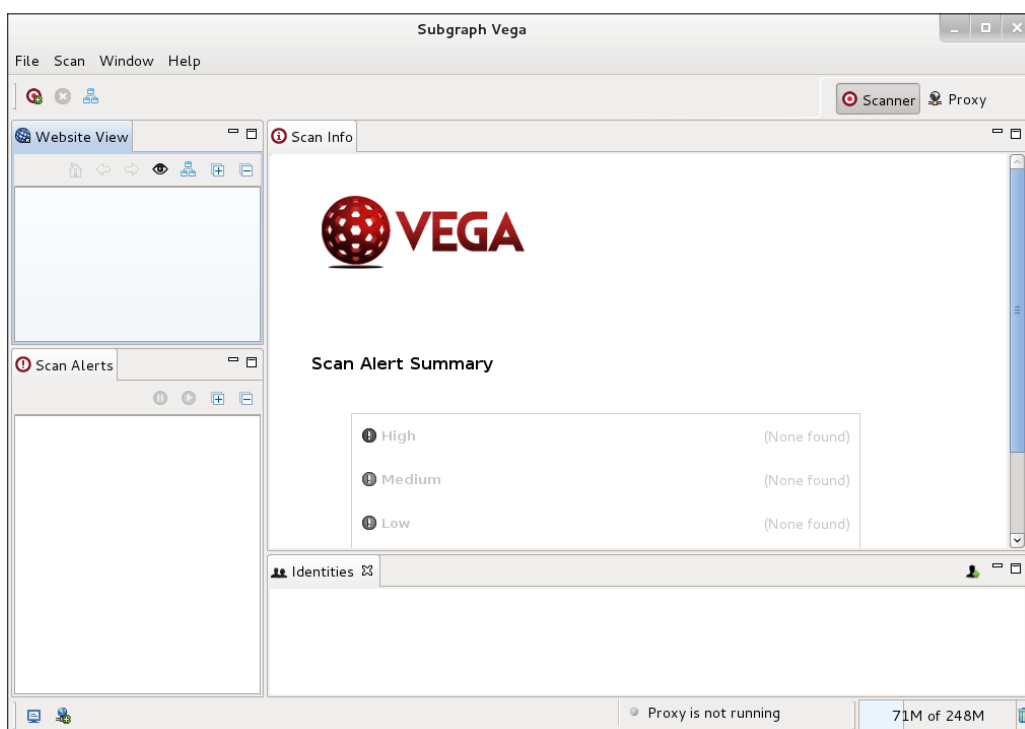 Subgraph Vega
File Scan Window Help
Scanner Proxy
Website View
Scan Info
VEGA
Scan Alert Summary
High (None found)
Medium (None found)
Low (None found)
Scan Alerts
Identities
Proxy is not running
71M of 248M